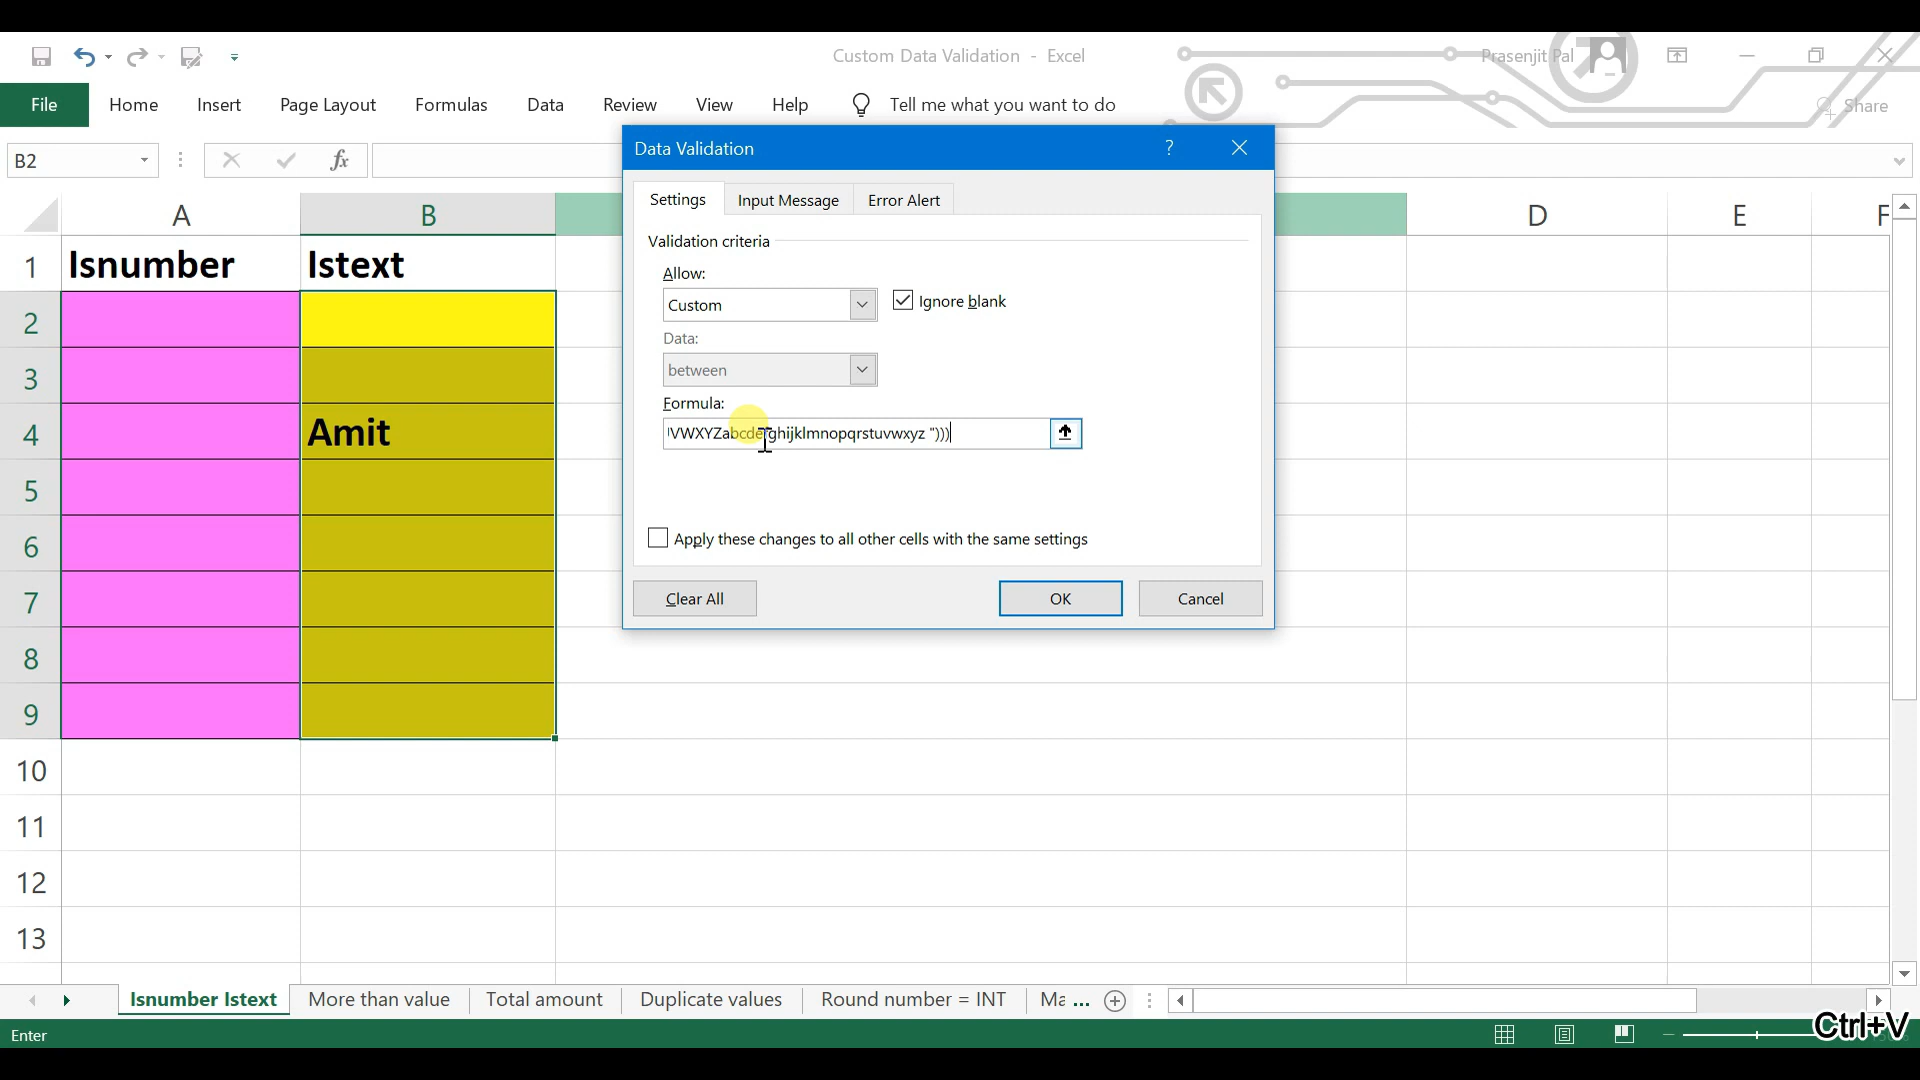 Custom Data Validation - Excel
Prasenjit Pal
File Home Insert Page Layout Formulas Data Review View Help Tell me what you want to do Share
B2 fx
Data Validation ?
Settings Input Message Error Alert
Validation criteria
Allow:
Custom Ignore blank
Data:
between
Formula:
VWXYZabcdefghijklmnopqrstuvwxyz ")))
Apply these changes to all other cells with the same settings
Clear All OK Cancel
A B D E F
1 Isnumber Istext
2
3
4 Amit
5
6
7
8
9
10
11
12
13
Isnumber Istext More than value Total amount Duplicate values Round number = INT Ma ...
Enter
Ctrl+V